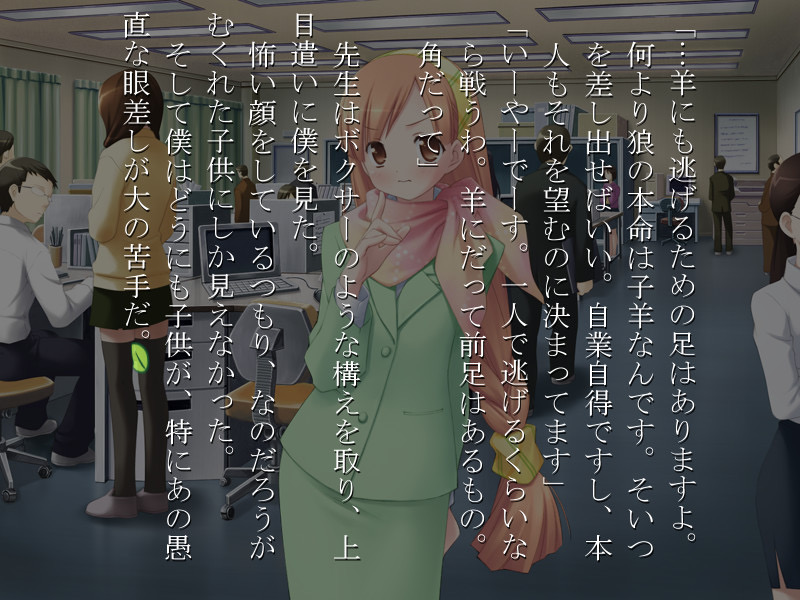 「…羊にも逃げるための足はありますよ。
何より狼の本命は子羊なんです。そいつ
を差し出せばいい。自業自得ですし、本
人もそれを望むのに決まってます」
「いーやーでーす。一人で逃げるくらいな
ら戦うわ。羊にだって前足はあるもの。
角だって」
先生はボクサーのような構えを取り、上
目遣いに僕を見た。
怖い顔をしているつもり、なのだろうが
むくれた子供にしか見えなかった。
そして僕はどうにも子供が、特にあの愚
直な眼差しが大の苦手だ。